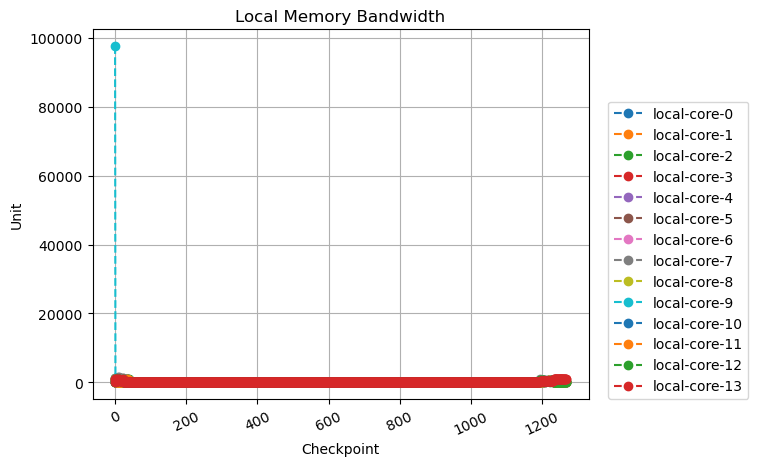 Local Memory Bandwidth
Unit
100000
80000
60000
40000
20000
0
0
200
400
600
800
1000
1200
Checkpoint
local-core-0
local-core-1
local-core-2
local-core-3
local-core-4
local-core-5
local-core-6
local-core-7
local-core-8
local-core-9
local-core-10
local-core-11
local-core-12
local-core-13